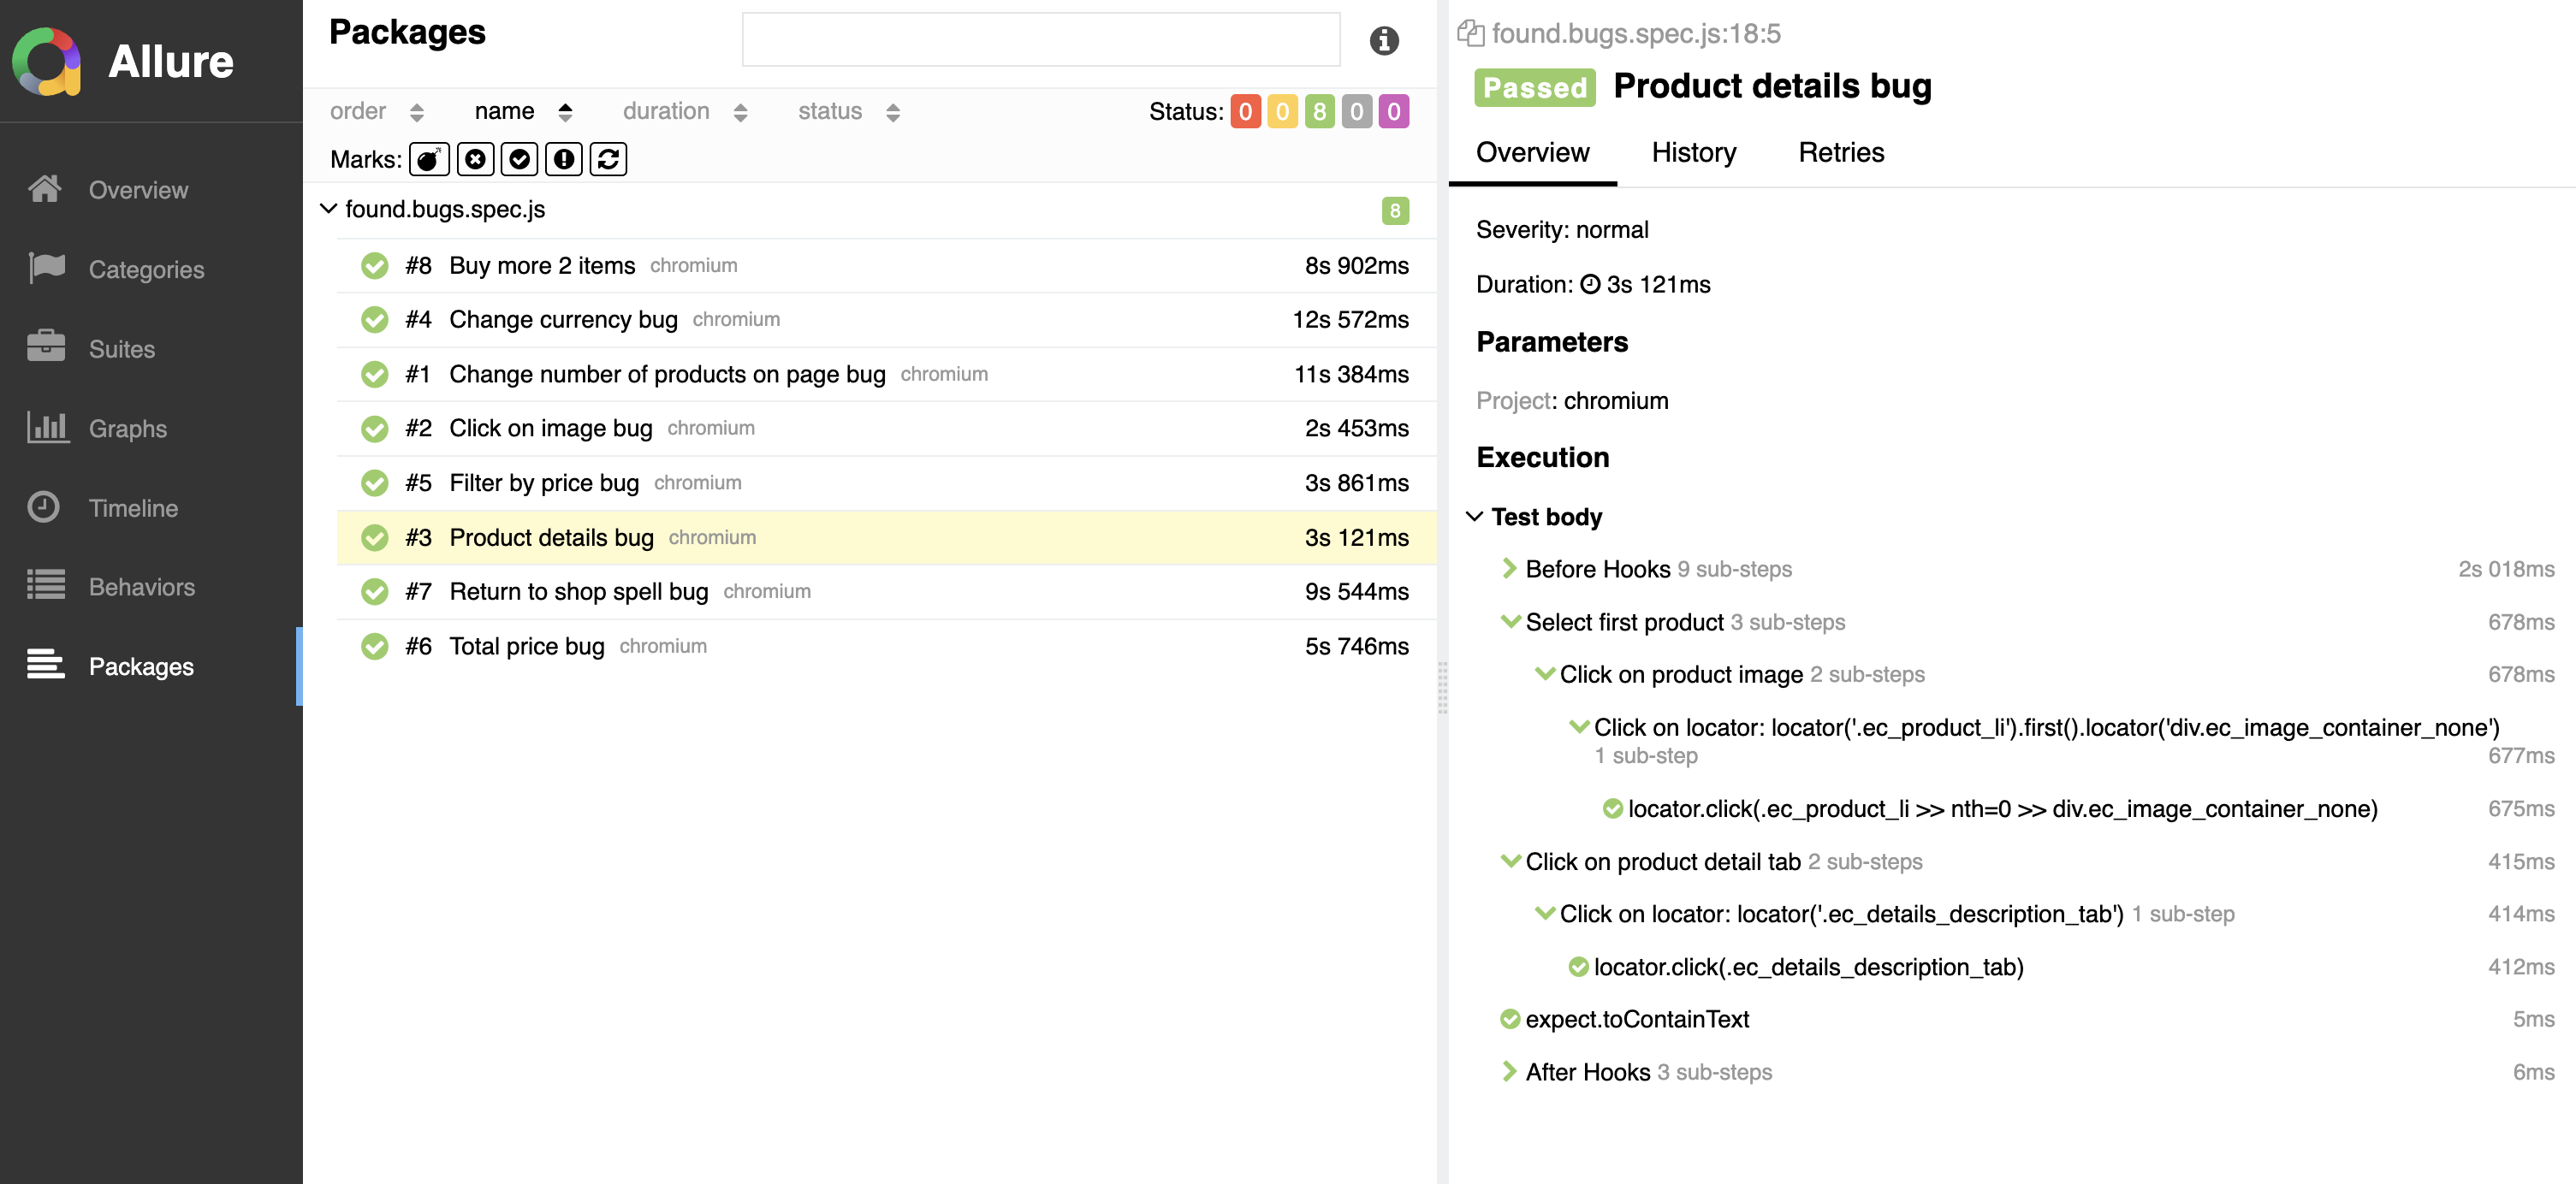 Allure
Overview
Categories
Suites
Graphs
Timeline
Behaviors
Packages
Packages
order name duration status Status: 0 0 8 0 0
Marks:
found.bugs.spec.js 8
#8 Buy more 2 items chromium 8s 902ms
#4 Change currency bug chromium 12s 572ms
#1 Change number of products on page bug chromium 11s 384ms
#2 Click on image bug chromium 2s 453ms
#5 Filter by price bug chromium 3s 861ms
#3 Product details bug chromium 3s 121ms
#7 Return to shop spell bug chromium 9s 544ms
#6 Total price bug chromium 5s 746ms
found.bugs.spec.js:18:5
Passed Product details bug
Overview History Retries
Severity: normal
Duration: 3s 121ms
Parameters
Project: chromium
Execution
Test body
Before Hooks 9 sub-steps 2s 018ms
Select first product 3 sub-steps 678ms
Click on product image 2 sub-steps 678ms
Click on locator: locator('.ec_product_li').first().locator('div.ec_image_container_none')
1 sub-step 677ms
locator.click(.ec_product_li >> nth=0 >> div.ec_image_container_none) 675ms
Click on product detail tab 2 sub-steps 415ms
Click on locator: locator('.ec_details_description_tab') 1 sub-step 414ms
locator.click(.ec_details_description_tab) 412ms
expect.toContainText 5ms
After Hooks 3 sub-steps 6ms